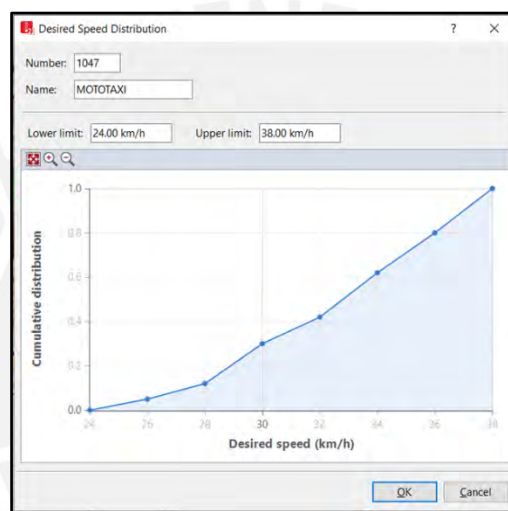 Desired Speed Distribution ? ×
Number: 1047
Name: MOTOTAXI
Lower limit: 24.00 km/h Upper limit: 38.00 km/h
1.0
0.8
0.6
0.4
0.2
0.0
Cumulative distribution
24 26 28 30 32 34 36 38
Desired speed (km/h)
OK Cancel